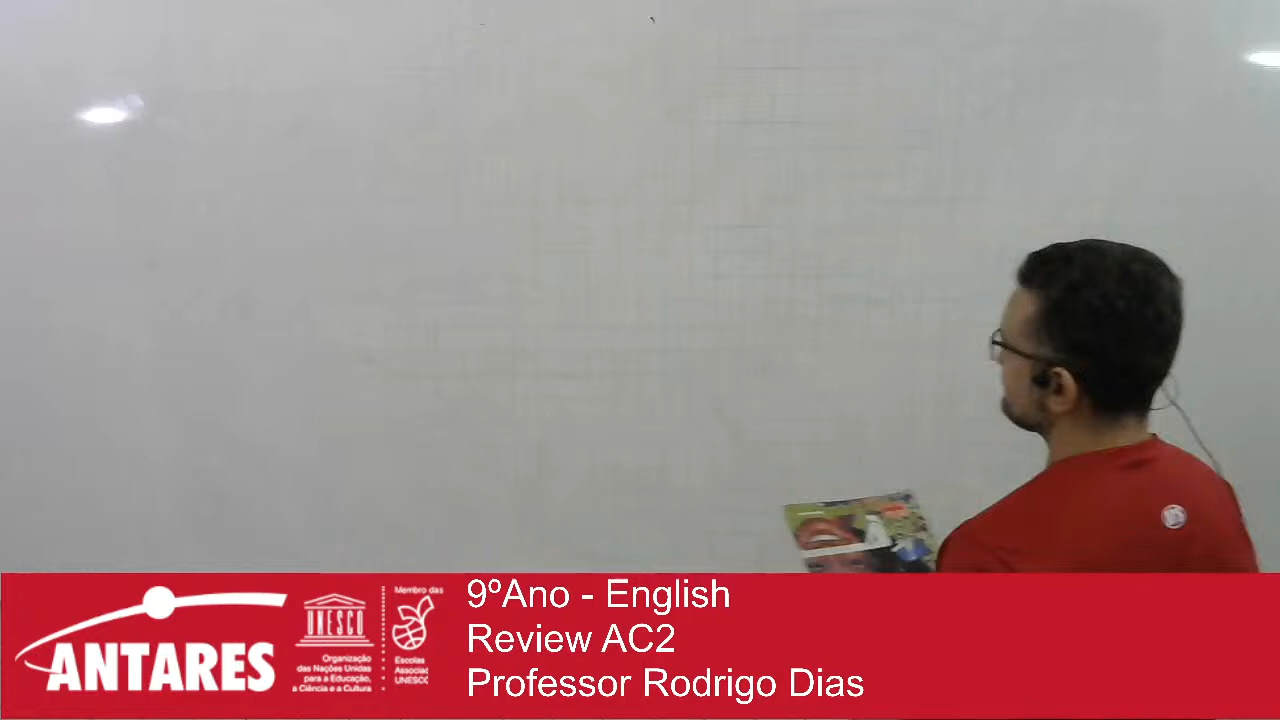 9ºAno - English
Review AC2
Professor Rodrigo Dias
ANTARES
UNESCO
Organização
das Nações Unidas
para a Educação,
a Ciência e a Cultura
Membro das
Escolas
Associad
UNESCO